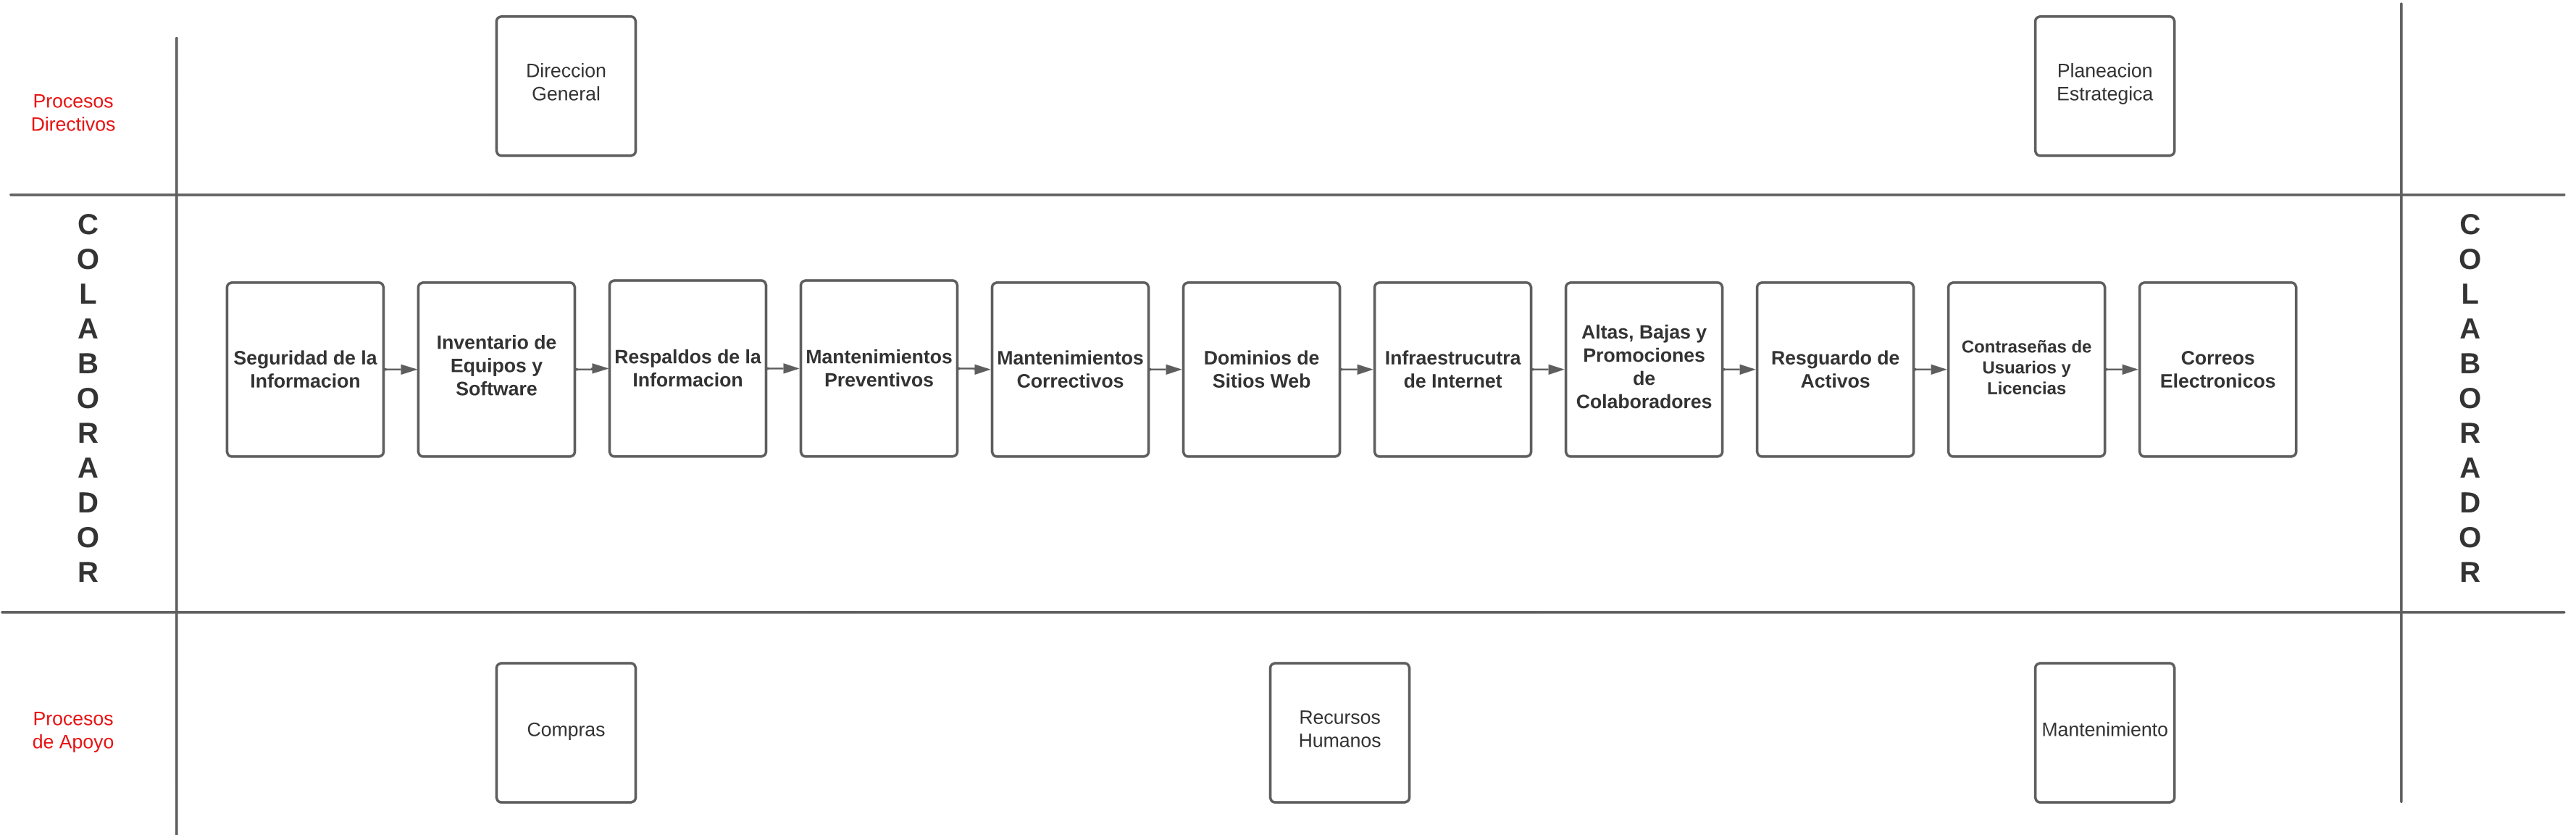 Direccion
General
Planeacion
Estrategica
Procesos
Directivos
C
O
L
A
B
O
R
A
D
O
R
Seguridad de la
Informacion
Inventario de
Equipos y
Software
Respaldos de la
Informacion
Mantenimientos
Preventivos
Mantenimientos
Correctivos
Dominios de
Sitios Web
Infraestrucutra
de Internet
Altas, Bajas y
Promociones
de
Colaboradores
Resguardo de
Activos
Contraseñas de
Usuarios y
Licencias
Correos
Electronicos
C
O
L
A
B
O
R
A
D
O
R
Procesos
de Apoyo
Compras
Recursos
Humanos
Mantenimiento